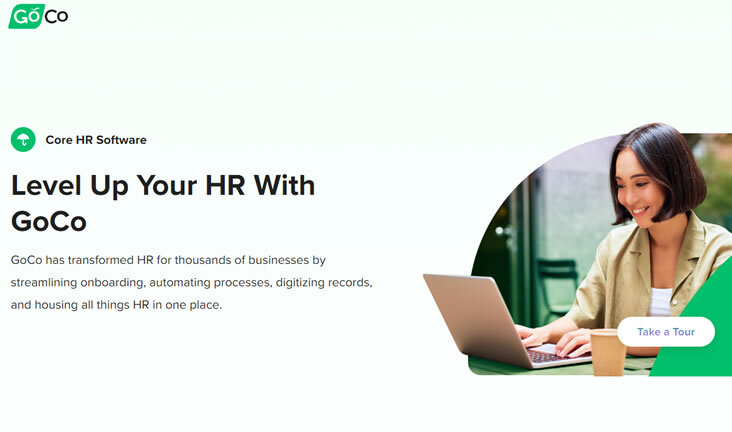 GoCo
Core HR Software
Level Up Your HR With
GoCo
GoCo has transformed HR for thousands of businesses by
streamlining onboarding, automating processes, digitizing records,
and housing all things HR in one place.
Take a Tour